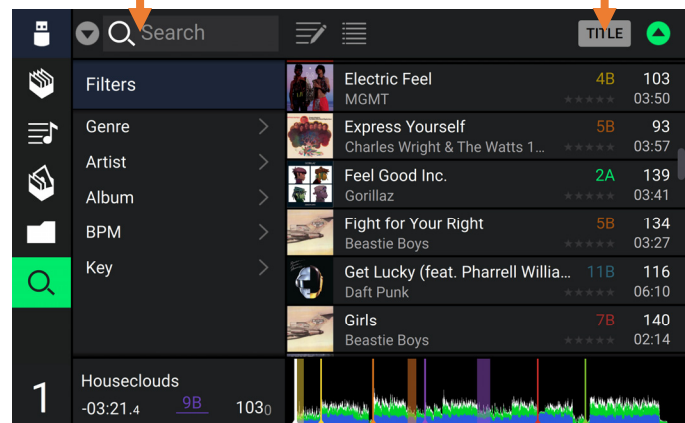 Search
TITLE
Filters
Genre
Artist
Album
BPM
Key
Electric Feel 4B 103
MGMT 03:50
Express Yourself 5B 93
Charles Wright & The Watts 1... 03:57
Feel Good Inc. 2A 139
Gorillaz 03:41
Fight for Your Right 5B 134
Beastie Boys 03:27
Get Lucky (feat. Pharrell Willia... 11B 116
Daft Punk 06:10
Girls 7B 140
Beastie Boys 02:14
1
Houseclouds
-03:21.4 9B 1030